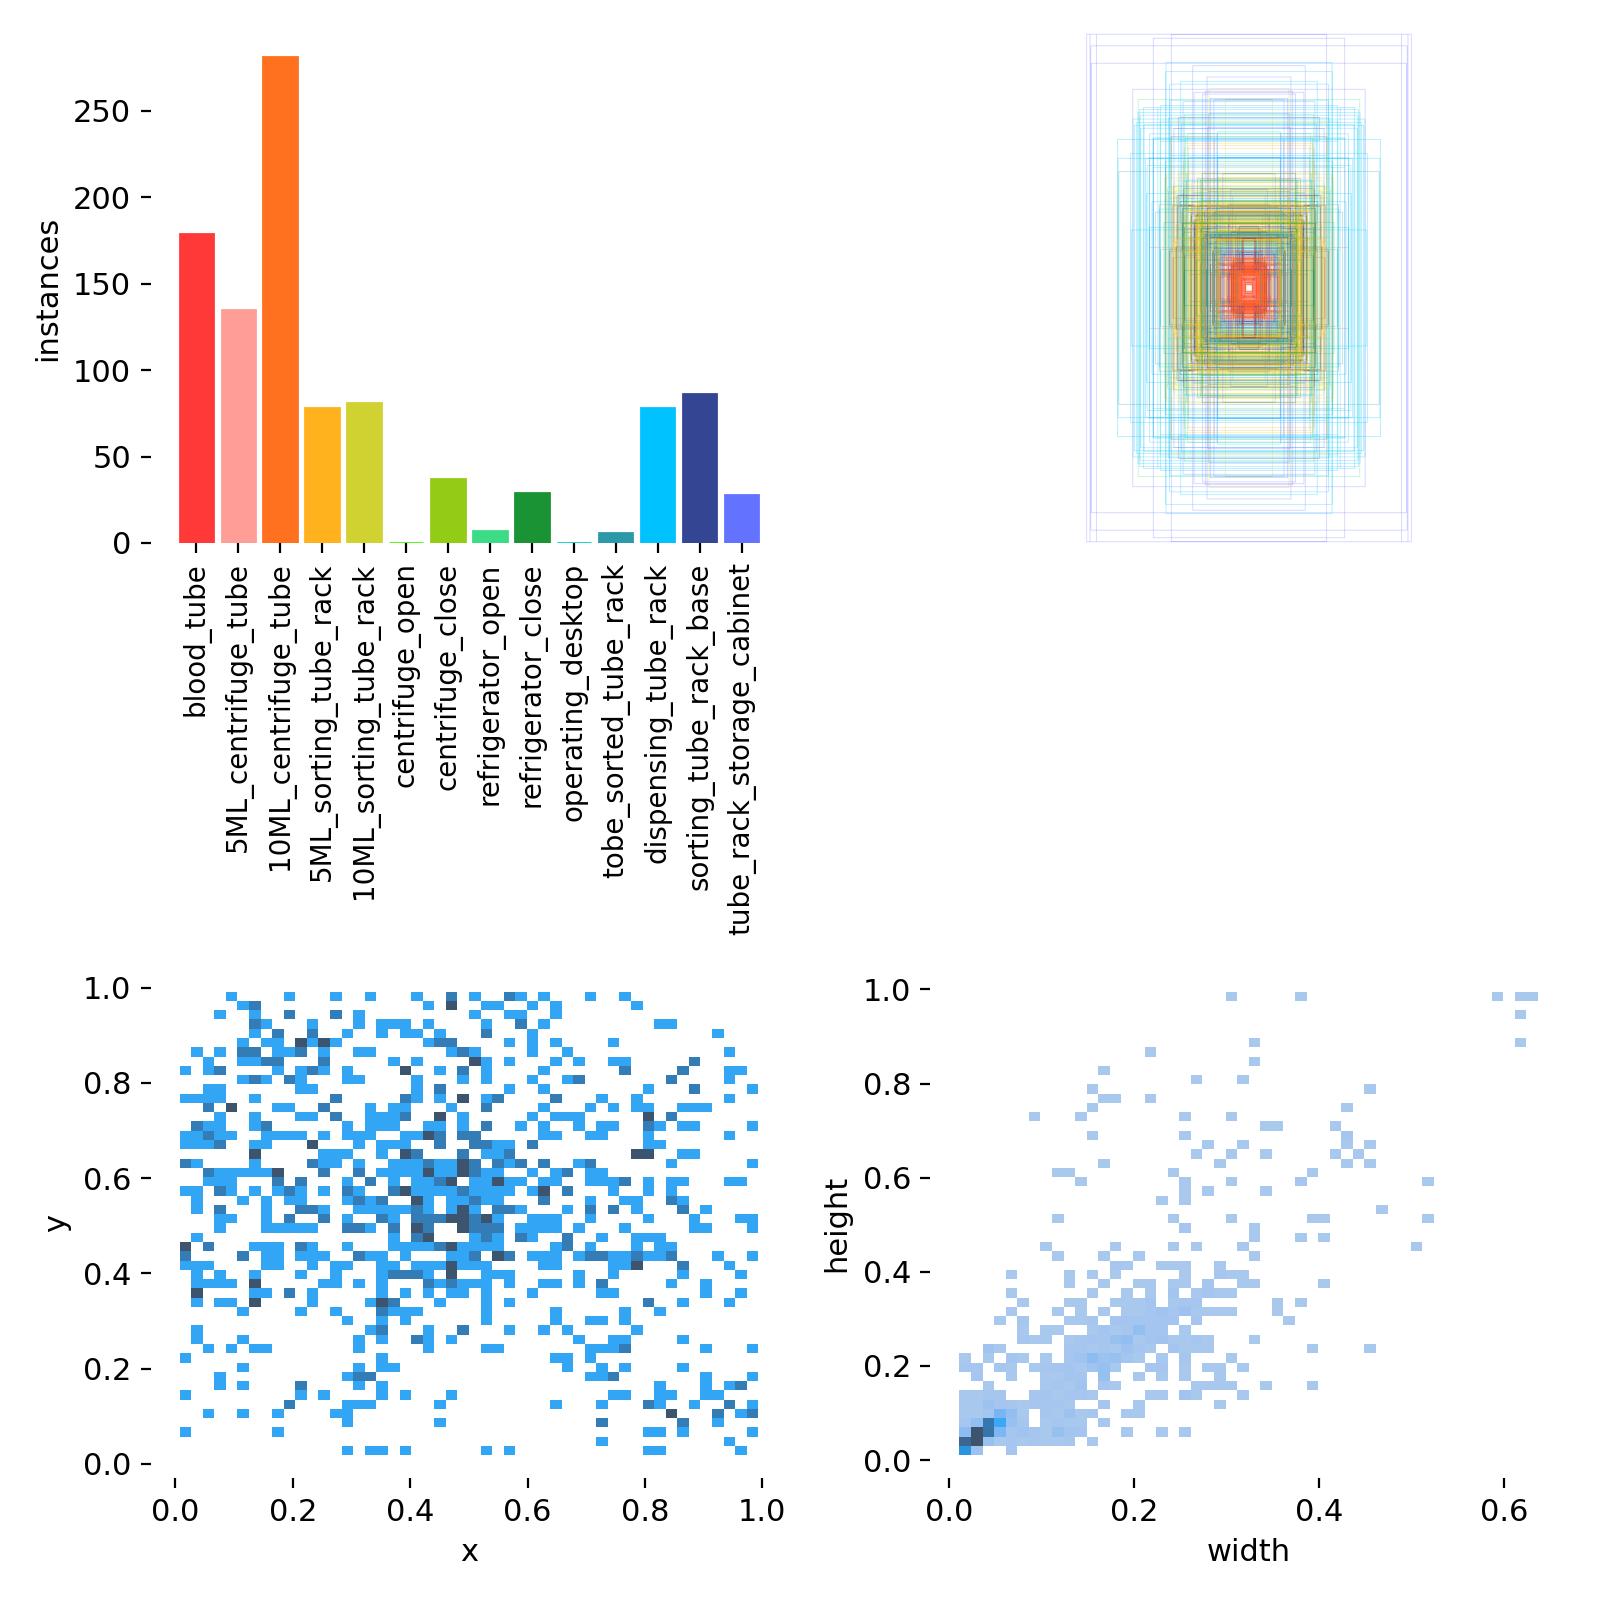 250
200
150
100
50
0
instances
blood_tube
5ML_centrifuge_tube
10ML_centrifuge_tube
5ML_sorting_tube_rack
10ML_sorting_tube_rack
centrifuge_open
centrifuge_close
refrigerator_open
refrigerator_close
operating_desktop
tobe_sorted_tube_rack
dispensing_tube_rack
sorting_tube_rack_base
tube_rack_storage_cabinet
1.0
0.8
0.6
0.4
0.2
0.0
y
0.0 0.2 0.4 0.6 0.8 1.0
x
1.0
0.8
0.6
0.4
0.2
0.0
height
0.0 0.2 0.4 0.6
width